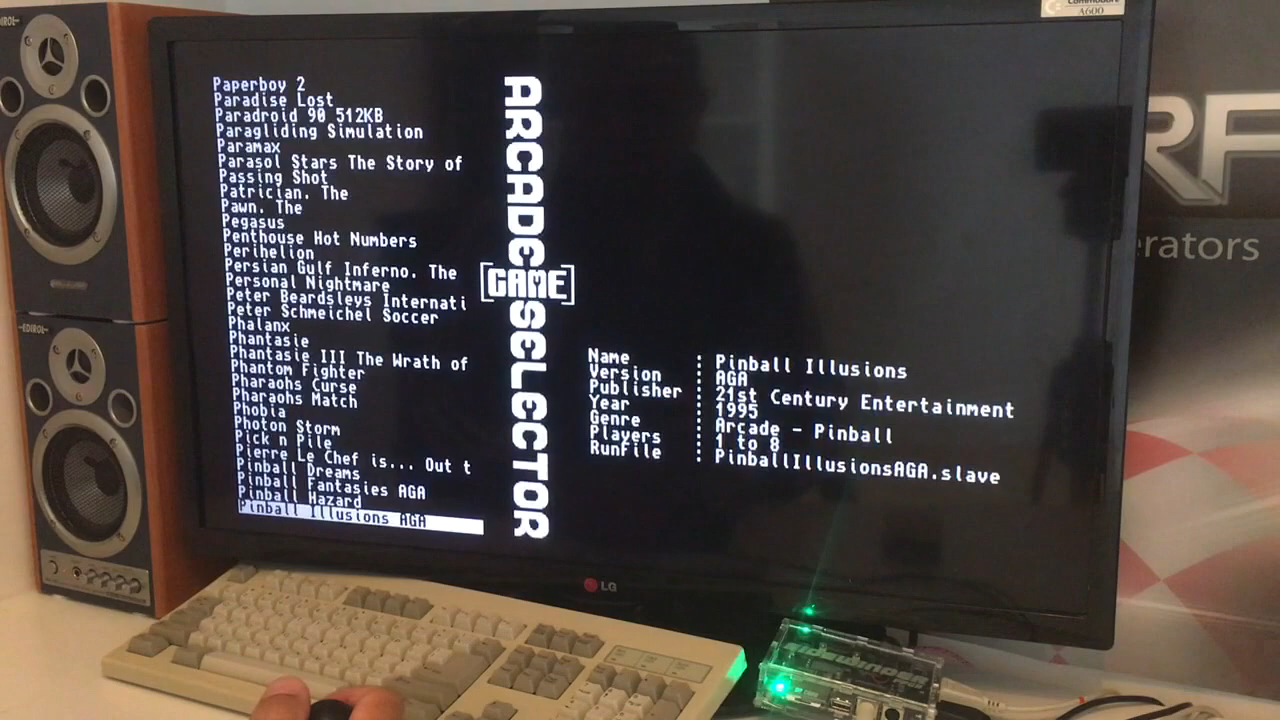 EDIROL
Commodore
A600
Paperboy 2
Paradise Lost
Paradroid 90 512KB
Paragliding Simulation
Paramax
Parasol Stars The Story of
Passing Shot
Patrician. The
Pawn. The
Pegasus
Penthouse Hot Numbers
Perihelion
Persian Gulf Inferno. The
Personal Nightmare
Peter Beardsleys Internati
Peter Schmeichel Soccer
Phalanx
Phantasie
Phantasie III The Wrath of
Phantom Fighter
Pharaohs Curse
Pharaohs Match
Phobia
Photon Storm
Pick n Pile
Pierre Le Chef is... Out t
Pinball Dreams
Pinball Fantasies AGA
Pinball Hazard
Pinball Illusions AGA
ARCADE
GAME
SELECTOR
Name : Pinball Illusions
Version : AGA
Publisher : 21st Century Entertainment
Year : 1995
Genre : Arcade - Pinball
Players : 1 to 8
RunFile : PinballIllusionsAGA.slave
RF
erators
EDIROL
LG